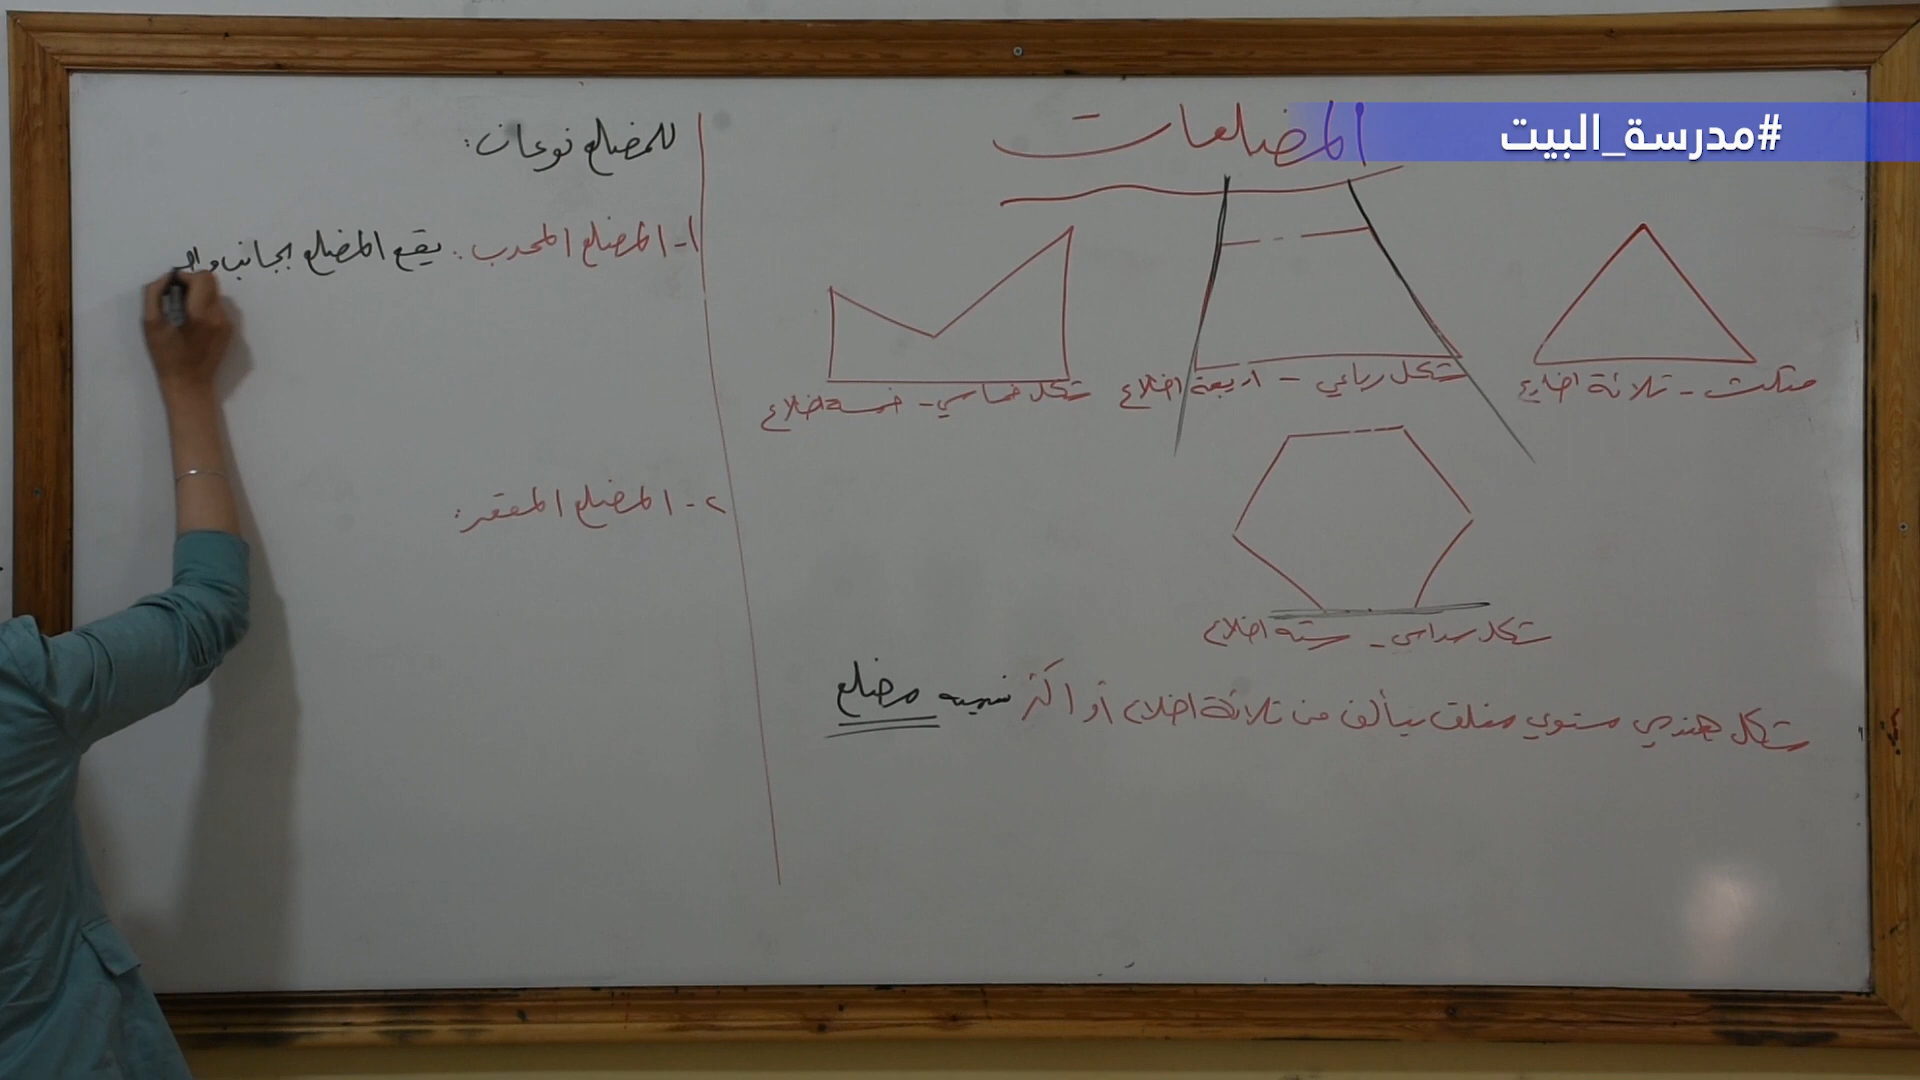 #مدرسة_البيت
المضلعات
مثلث - ثلاثة اضلاع
شكل رباعي - اربعة اضلاع
شكل خماسي - خمسة اضلاع
شكل سداسي - ستة اضلاع
شكل هندسي مستوي مغلق يتألف من ثلاثة اضلاع أو اكثر نسميه مضلع
للمضلع نوعان:
١- المضلع المحدب: يقع المضلع بجانب
٢- المضلع المقعر: